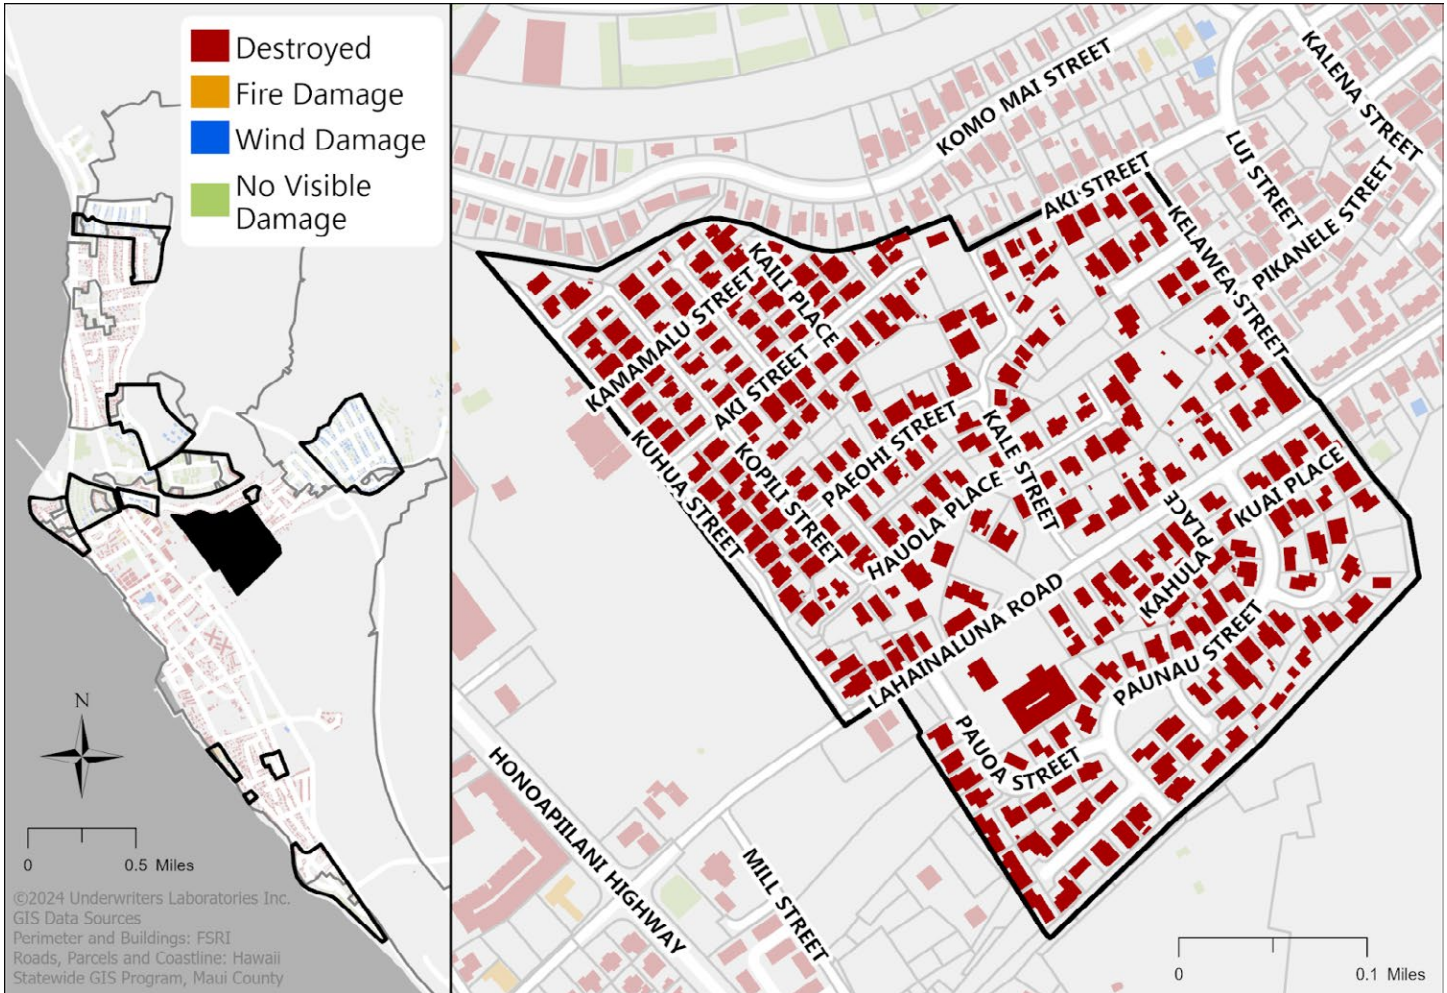 Destroyed
Fire Damage
Wind Damage
No Visible
Damage
N
0
0.5 Miles
©2024 Underwriters Laboratories Inc.
GIS Data Sources
Perimeter and Buildings: FSRI
Roads, Parcels and Coastline: Hawaii
Statewide GIS Program, Maui County
KOMO MAI STREET
KALENA STREET
LUI STREET
PIKANELE STREET
AKI STREET
KELAWEA STREET
KAILI PLACE
KAMAMALU STREET
AKI STREET
KUHUA STREET
KOPILI STREET
PAEOHI STREET
KALE STREET
HAUOLA PLACE
KUAI PLACE
KAHULA PLACE
LAHAINALUNA ROAD
PAUNAU STREET
PAUOA STREET
HONOAPIILANI HIGHWAY
MILL STREET
0
0.1 Miles